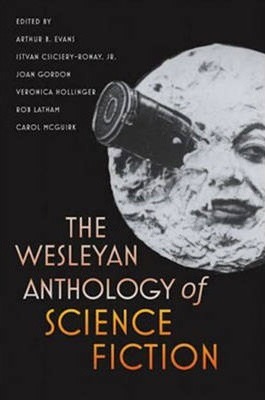 EDITED BY
ARTHUR B. EVANS
ISTVAN CSICSERY-RONAY, JR.
JOAN GORDON
VERONICA HOLLINGER
ROB LATHAM
CAROL MCGUIRK
THE
WESLEYAN
ANTHOLOGY of
SCIENCE
FICTION